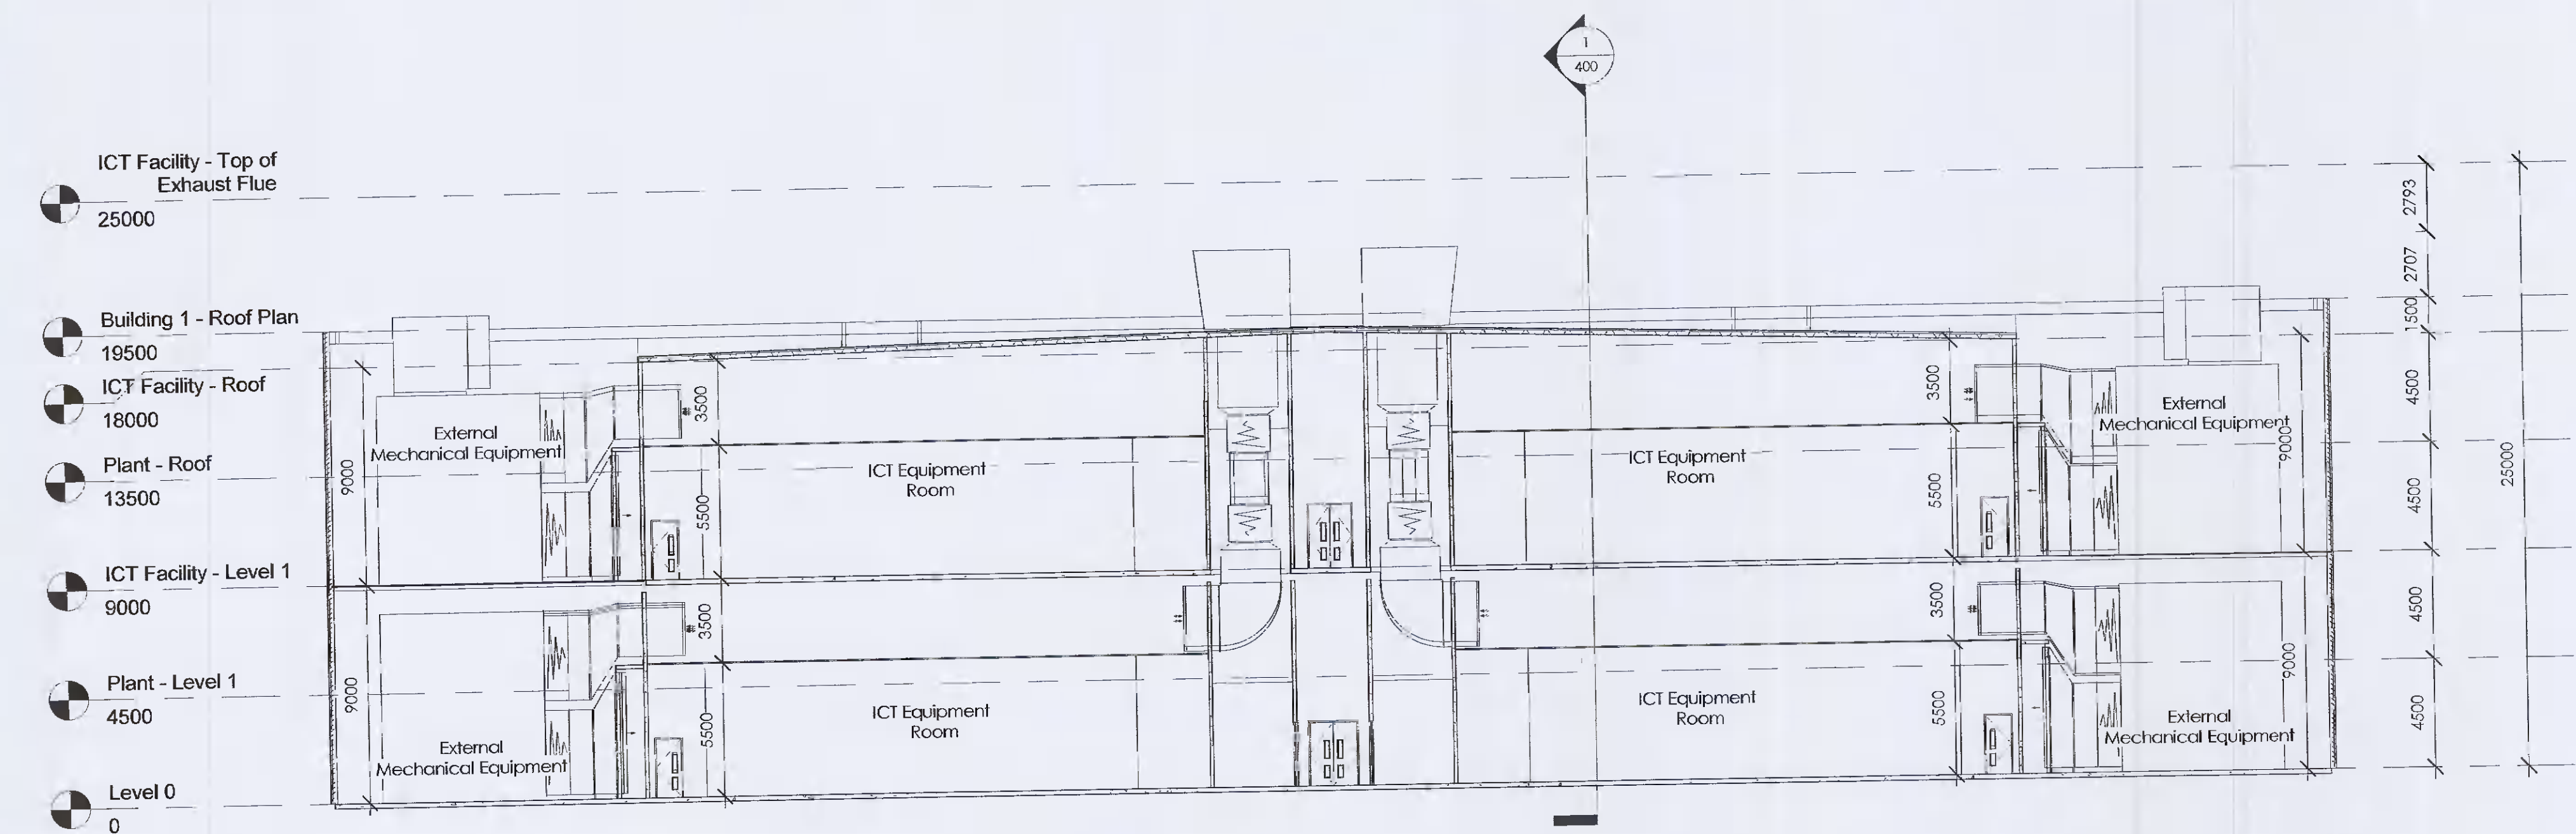 1
400
ICT Facility - Top of
Exhaust Flue
25000
Building 1 - Roof Plan
19500
ICT Facility - Roof
18000
Plant - Roof
13500
ICT Facility - Level 1
9000
Plant - Level 1
4500
Level 0
0
9000
External
Mechanical Equipment
3500
5500
ICT Equipment
Room
ICT Equipment
Room
3500
5500
External
Mechanical Equipment
9000
9000
External
Mechanical Equipment
3500
5500
ICT Equipment
Room
ICT Equipment
Room
3500
5500
External
Mechanical Equipment
9000
2793
2707
1500
4500
4500
4500
4500
25000